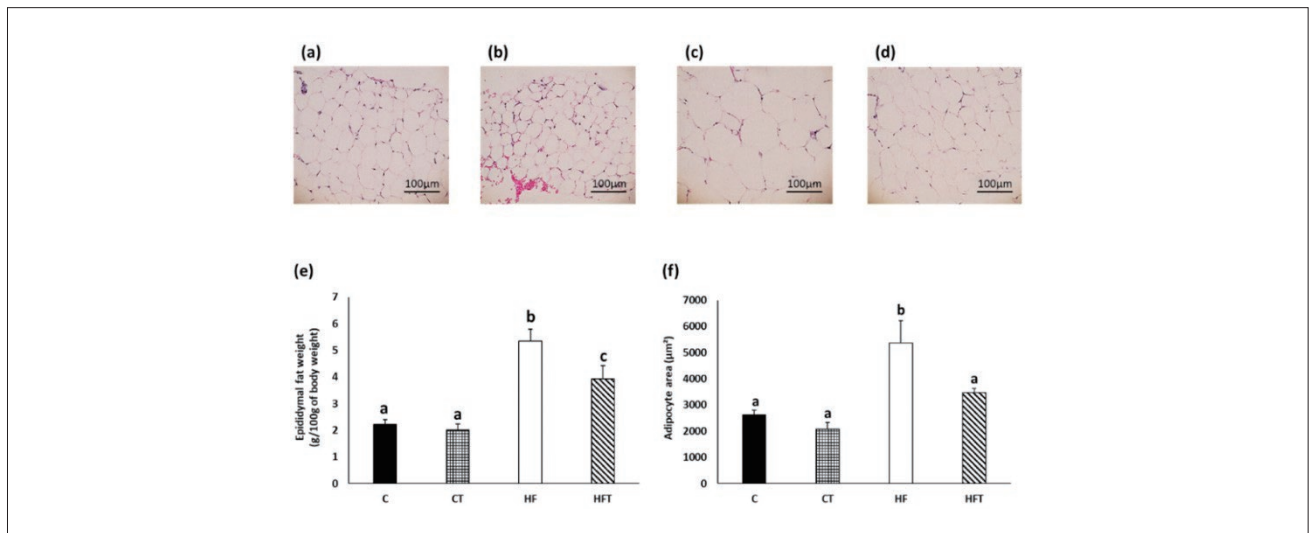 (a) (b) (c) (d)
100μm 100μm 100μm 100μm
(e) (f)
Epididymal fat weight
(g/100g of body weight)
7
6
5
4
3
2
1
0
a
a
b
c
C CT HF HFT
Adipocyte area (μm²)
7000
6000
5000
4000
3000
2000
1000
0
a
a
b
a
C CT HF HFT